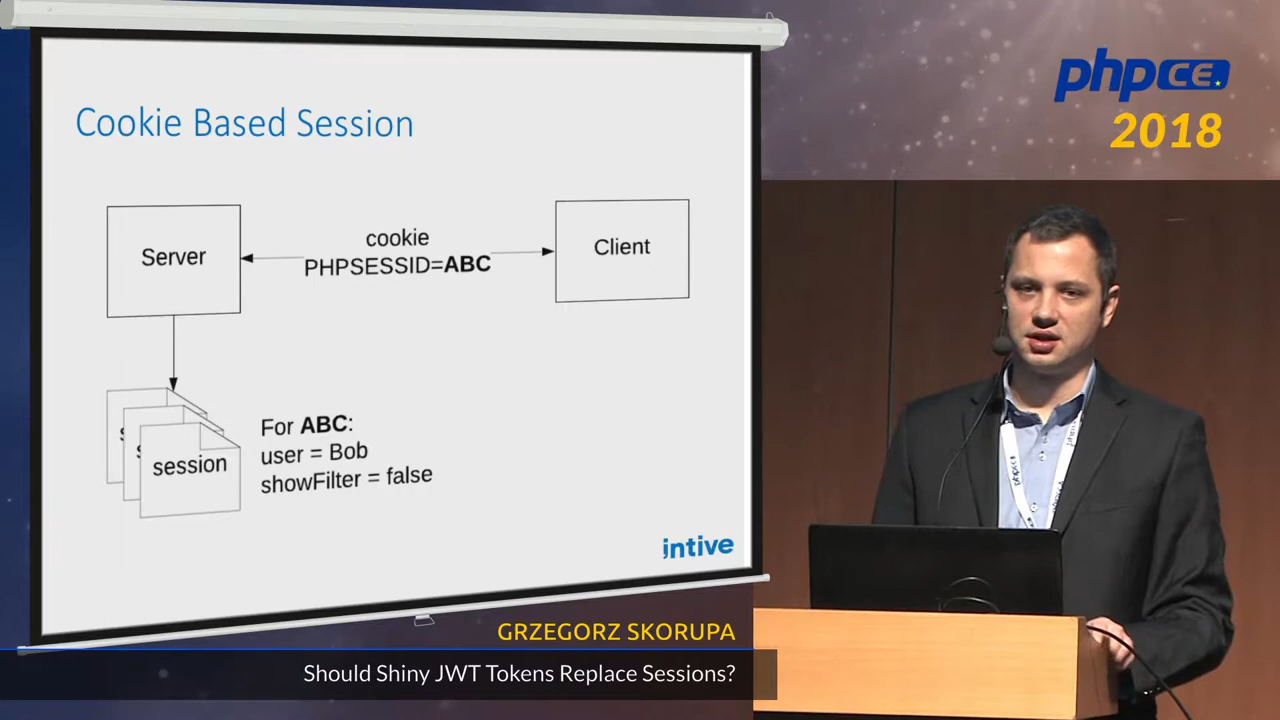 Cookie Based Session
Server
cookie
PHPSESSID=ABC
Client
session
For ABC:
user = Bob
showFilter = false
intive
phpCE
2018
phpce
GRZEGORZ SKORUPA
Should Shiny JWT Tokens Replace Sessions?